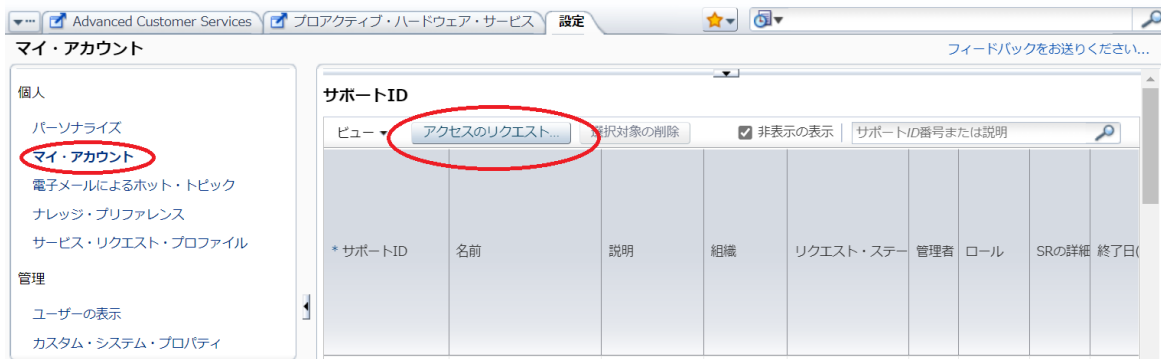 Advanced Customer Services プロアクティブ・ハードウェア・サービス 設定
マイ・アカウント フィードバックをお送りください...
個人
パーソナライズ
マイ・アカウント
電子メールによるホット・トピック
ナレッジ・プリファレンス
サービス・リクエスト・プロファイル
管理
ユーザーの表示
カスタム・システム・プロパティ
サポートID
ビュー アクセスのリクエスト... 選択対象の削除 非表示の表示 サポートID番号または説明
* サポートID 名前 説明 組織 リクエスト・ステー 管理者 ロール SRの詳細 終了日(